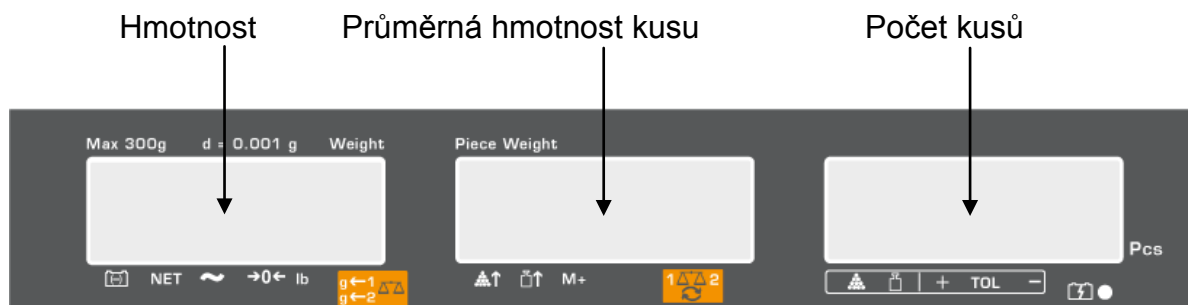 Hmotnost Průměrná hmotnost kusu Počet kusů
Max 300g d = 0.001 g Weight Piece Weight
Pcs
NET →0← lb g←1 M+ 1 2 + TOL −
g←2